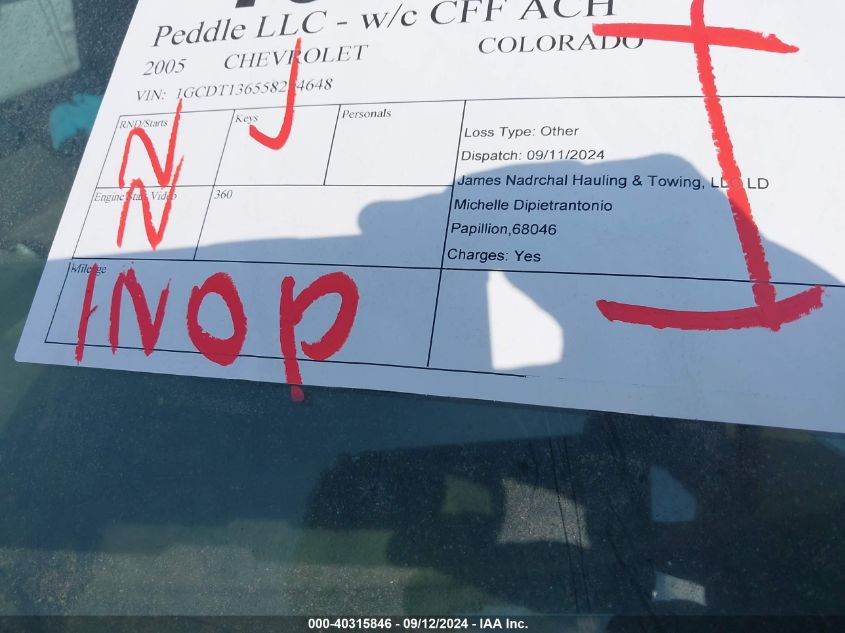 Peddle LLC - w/c CFF ACH
2005 CHEVROLET COLORADO
VIN:
RND/Starts
N
Keys
J
Personals
Engine Start Video
N
360
Mileage
INOP
Loss Type: Other
Dispatch: 09/11/2024
James Nadrchal Hauling & Towing, LLC LD
Michelle Dipietrantonio
Papillion,68046
Charges: Yes
I
000-40315846 - 09/12/2024 - IAA Inc.